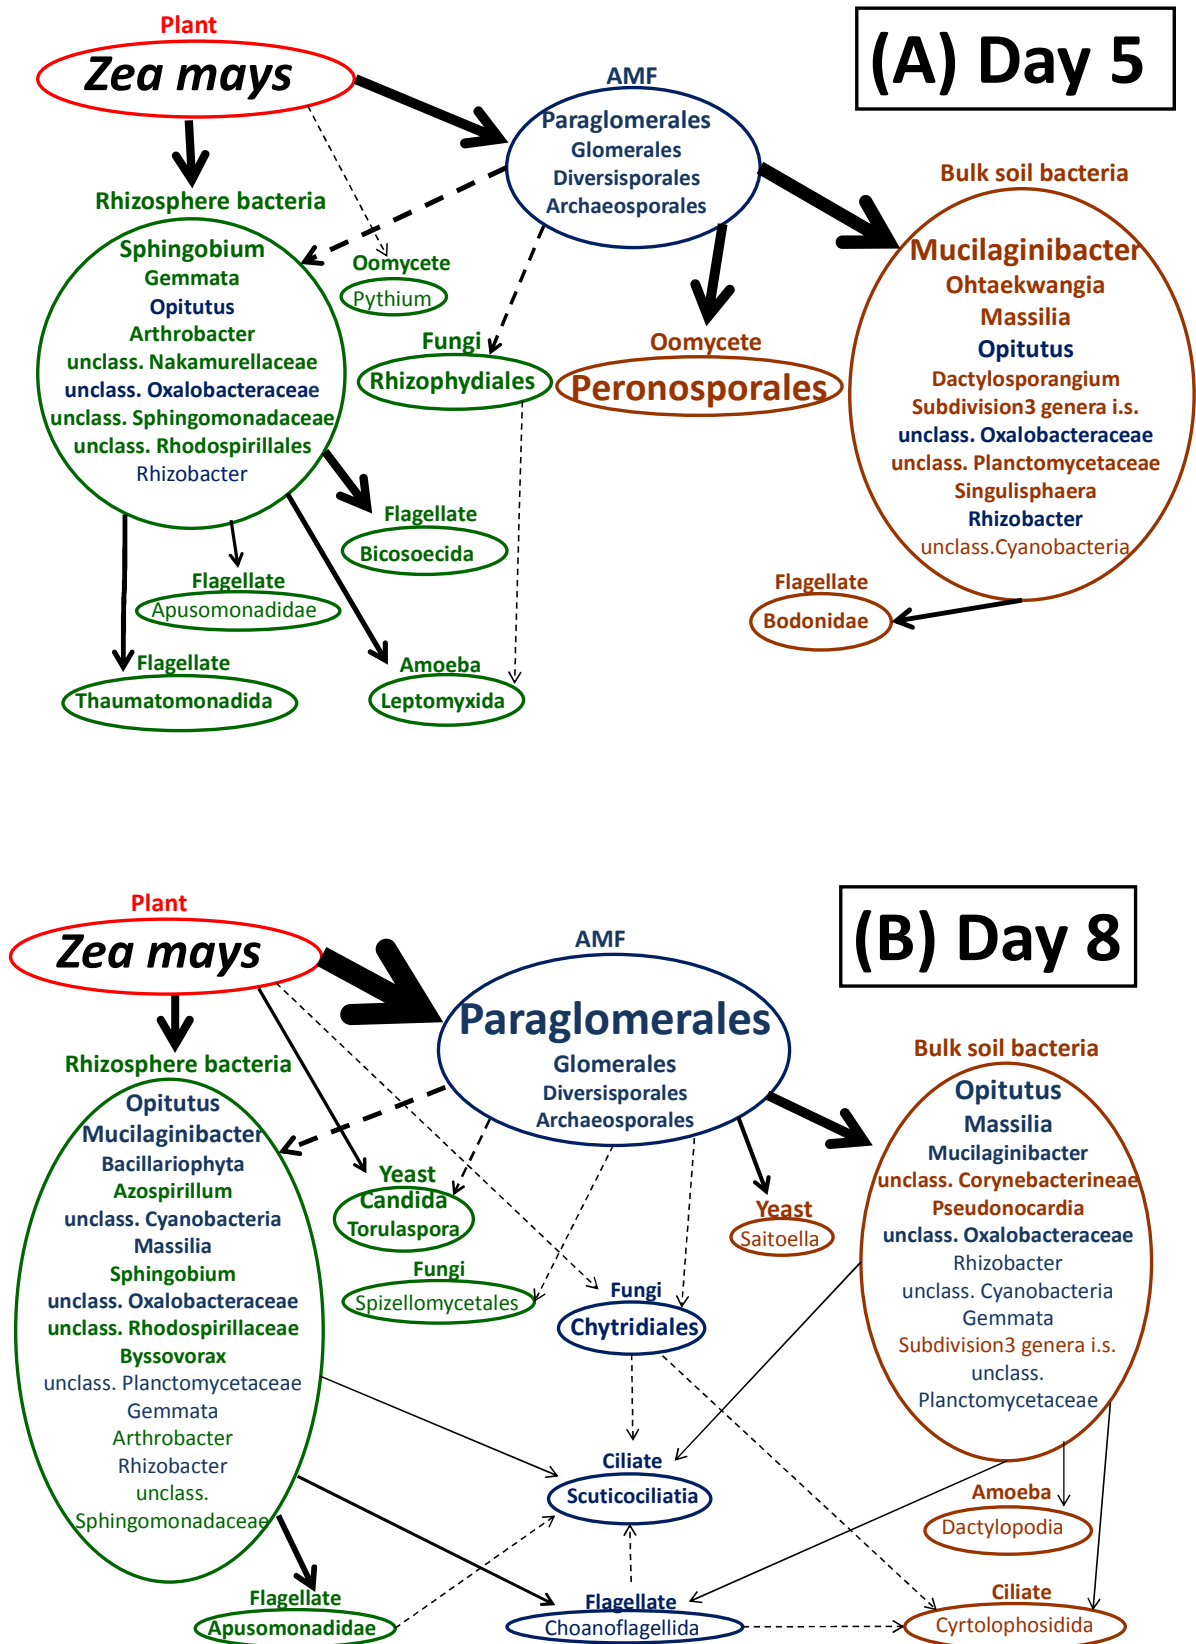 Plant
Zea mays
(A) Day 5
AMF
Paraglomerales
Glomerales
Diversisporales
Archaeosporales
Bulk soil bacteria
Mucilaginibacter
Ohtaekwangia
Massilia
Opitutus
Dactylosporangium
Subdivision3 genera i.s.
unclass. Oxalobacteraceae
unclass. Planctomycetaceae
Singulisphaera
Rhizobacter
unclass.Cyanobacteria
Rhizosphere bacteria
Sphingobium
Gemmata
Opitutus
Arthrobacter
unclass. Nakamurellaceae
unclass. Oxalobacteraceae
unclass. Sphingomonadaceae
unclass. Rhodospirillales
Rhizobacter
Oomycete
Pythium
Fungi
Rhizophydiales
Oomycete
Peronosporales
Flagellate
Bicosoecida
Flagellate
Apusomonadidae
Flagellate
Bodonidae
Flagellate
Thaumatomonadida
Amoeba
Leptomyxida
Plant
Zea mays
(B) Day 8
AMF
Paraglomerales
Glomerales
Diversisporales
Archaeosporales
Bulk soil bacteria
Opitutus
Massilia
Mucilaginibacter
unclass. Corynebacterineae
Pseudonocardia
unclass. Oxalobacteraceae
Rhizobacter
unclass. Cyanobacteria
Gemmata
Subdivision3 genera i.s.
unclass.
Planctomycetaceae
Rhizosphere bacteria
Opitutus
Mucilaginibacter
Bacillariophyta
Azospirillum
unclass. Cyanobacteria
Massilia
Sphingobium
unclass. Oxalobacteraceae
unclass. Rhodospirillaceae
Byssovorax
unclass. Planctomycetaceae
Gemmata
Arthrobacter
Rhizobacter
unclass.
Sphingomonadaceae
Yeast
Candida
Torulaspora
Yeast
Saitoella
Fungi
Spizellomycetales
Fungi
Chytridiales
Ciliate
Scuticociliatia
Amoeba
Dactylopodia
Flagellate
Apusomonadidae
Flagellate
Choanoflagellida
Ciliate
Cyrtolophosidida